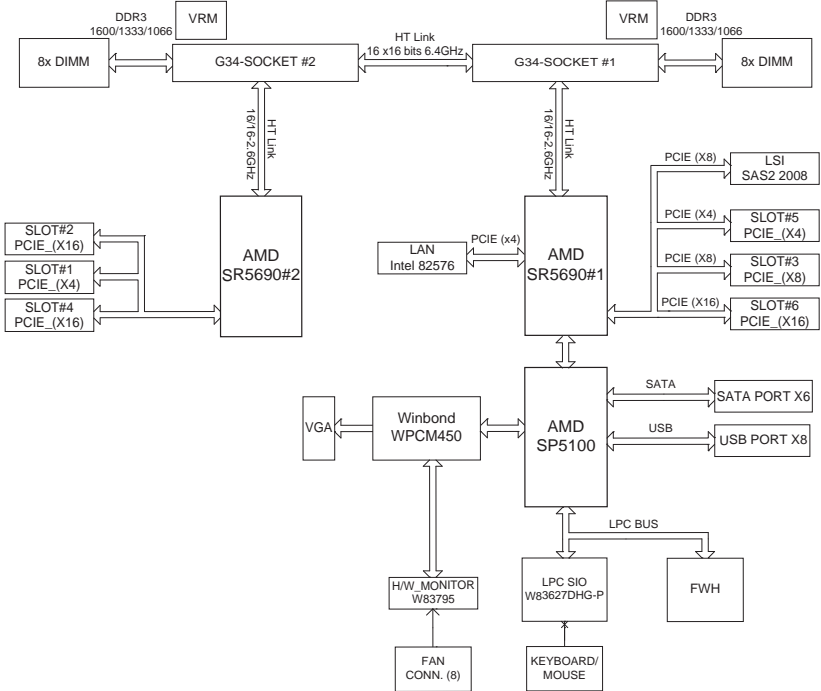 DDR3
1600/1333/1066
VRM
HT Link
16 x16 bits 6.4GHz
VRM
DDR3
1600/1333/1066
8x DIMM
G34-SOCKET #2
G34-SOCKET #1
8x DIMM
HT Link
16/16-2.6GHz
HT Link
16/16-2.6GHz
PCIE (X8)
LSI
SAS2 2008
SLOT#2
PCIE_(X16)
SLOT#1
PCIE_(X4)
SLOT#4
PCIE_(X16)
AMD
SR5690#2
LAN
Intel 82576
PCIE (x4)
AMD
SR5690#1
PCIE (X4)
SLOT#5
PCIE_(X4)
PCIE (X8)
SLOT#3
PCIE_(X8)
PCIE (X16)
SLOT#6
PCIE_(X16)
VGA
Winbond
WPCM450
AMD
SP5100
SATA
SATA PORT X6
USB
USB PORT X8
LPC BUS
H/W_MONITOR
W83795
LPC SIO
W83627DHG-P
FWH
FAN
CONN. (8)
KEYBOARD/
MOUSE